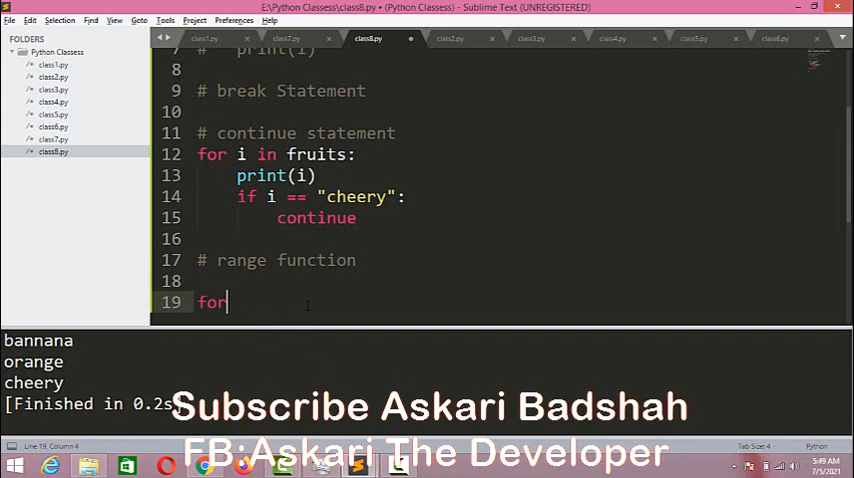 E:\Python Classess\class8.py • (Python Classess) - Sublime Text (UNREGISTERED)
File Edit Selection Find View Goto Tools Project Preferences Help
FOLDERS
Python Classess
class1.py
class2.py
class3.py
class4.py
class5.py
class6.py
class7.py
class8.py
class1.py class7.py class8.py class2.py class3.py class4.py class5.py class6.py
7 # print(i)
8
9 # break Statement
10
11 # continue statement
12 for i in fruits:
13 print(i)
14 if i == "cheery":
15 continue
16
17 # range function
18
19 for
bannana
orange
cheery
[Finished in 0.2s]
Subscribe Askari Badshah
FB:Askari The Developer
Line 19, Column 4 Tab Size: 4 Python
5:49 AM
7/5/2021